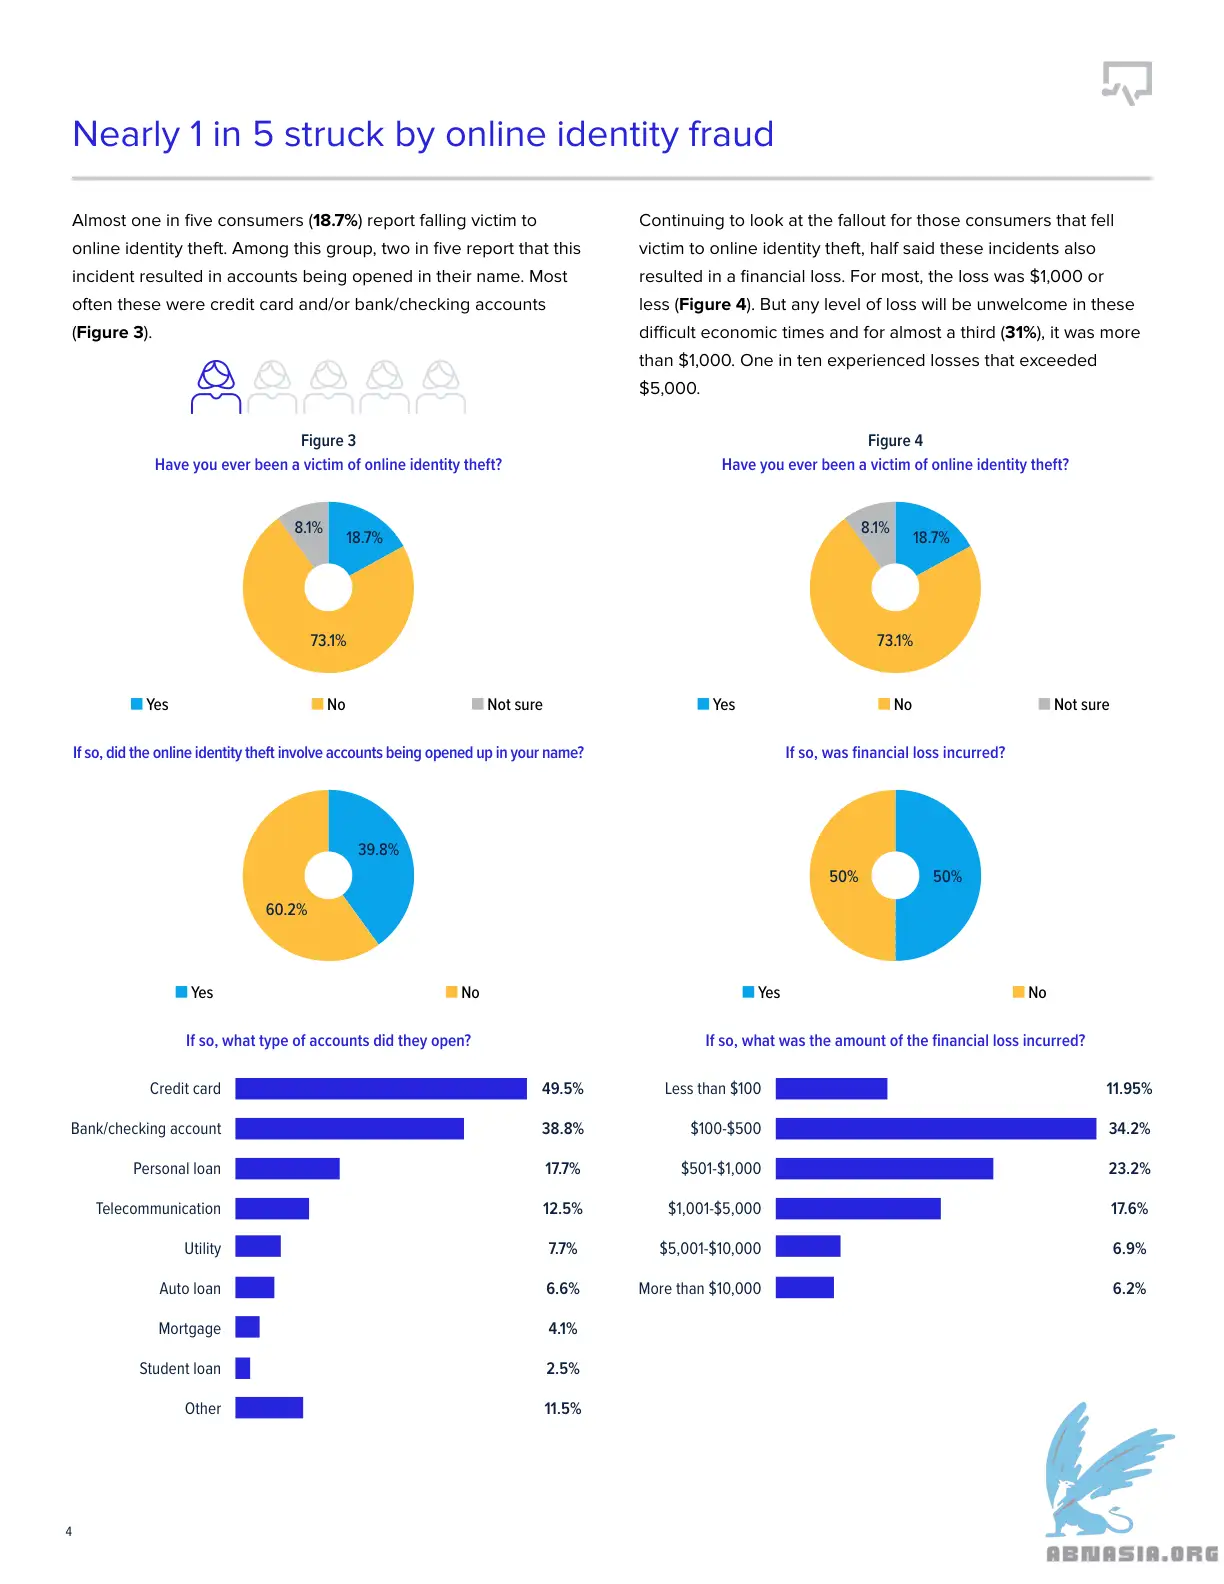 Nearly 1 in 5 struck by online identity fraud
Almost one in five consumers (18.7%) report falling victim to
online identity theft. Among this group, two in five report that this
incident resulted in accounts being opened in their name. Most
often these were credit card and/or bank/checking accounts
(Figure 3).
Continuing to look at the fallout for those consumers that fell
victim to online identity theft, half said these incidents also
resulted in a financial loss. For most, the loss was $1,000 or
less (Figure 4). But any level of loss will be unwelcome in these
difficult economic times and for almost a third (31%), it was more
than $1,000. One in ten experienced losses that exceeded
$5,000.
Figure 3
Have you ever been a victim of online identity theft?
8.1%
18.7%
73.1%
Yes
No
Not sure
If so, did the online identity theft involve accounts being opened up in your name?
39.8%
60.2%
Yes
No
If so, what type of accounts did they open?
Credit card 49.5%
Bank/checking account 38.8%
Personal loan 17.7%
Telecommunication 12.5%
Utility 7.7%
Auto loan 6.6%
Mortgage 4.1%
Student loan 2.5%
Other 11.5%
Figure 4
Have you ever been a victim of online identity theft?
8.1%
18.7%
73.1%
Yes
No
Not sure
If so, was financial loss incurred?
50%
50%
Yes
No
If so, what was the amount of the financial loss incurred?
Less than $100 11.95%
$100-$500 34.2%
$501-$1,000 23.2%
$1,001-$5,000 17.6%
$5,001-$10,000 6.9%
More than $10,000 6.2%
4
ABNASIA.ORG